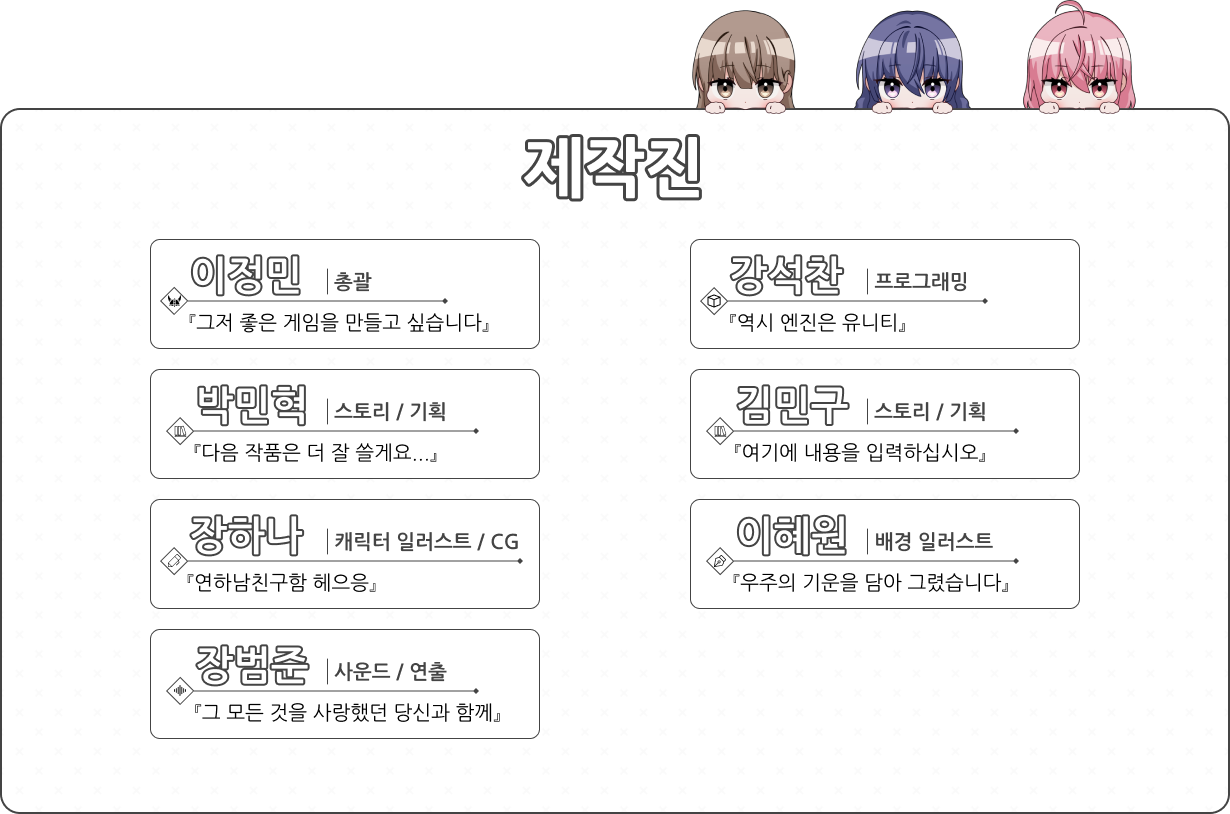 제작진
이정민 총괄
『그저 좋은 게임을 만들고 싶습니다』
강석찬 프로그래밍
『역시 엔진은 유니티』
박민혁 스토리 / 기획
『다음 작품은 더 잘 쓸게요...』
김민구 스토리 / 기획
『여기에 내용을 입력하십시오』
장하나 캐릭터 일러스트 / CG
『연하남친구함 헤으응』
이혜원 배경 일러스트
『우주의 기운을 담아 그렸습니다』
장범준 사운드 / 연출
『그 모든 것을 사랑했던 당신과 함께』